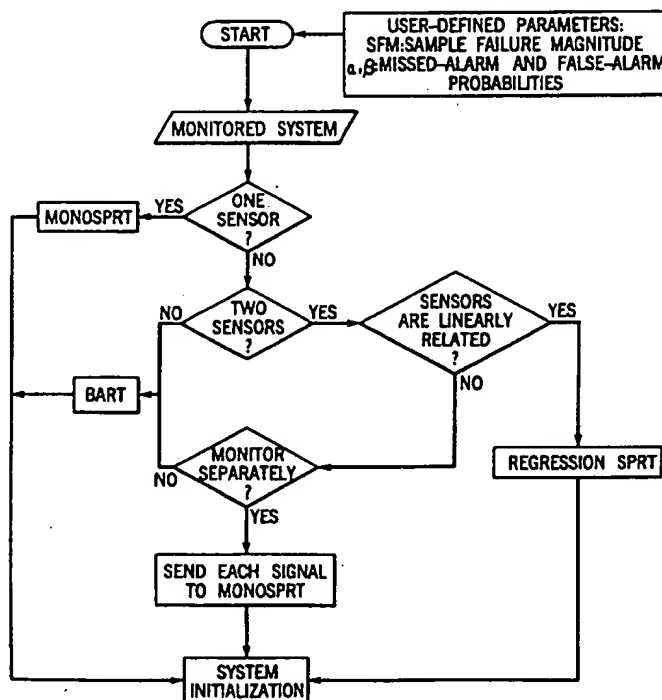 START
USER-DEFINED PARAMETERS:
SFM:SAMPLE FAILURE MAGNITUDE
α,β:MISSED-ALARM AND FALSE-ALARM
PROBABILITIES
MONITORED SYSTEM
ONE
SENSOR
?
YES
MONOSPRT
NO
TWO
SENSORS
?
NO
YES
SENSORS
ARE LINEARLY
RELATED
?
YES
NO
BART
MONITOR
SEPARATELY
?
NO
YES
REGRESSION SPRT
SEND EACH SIGNAL
TO MONOSPRT
SYSTEM
INITIALIZATION